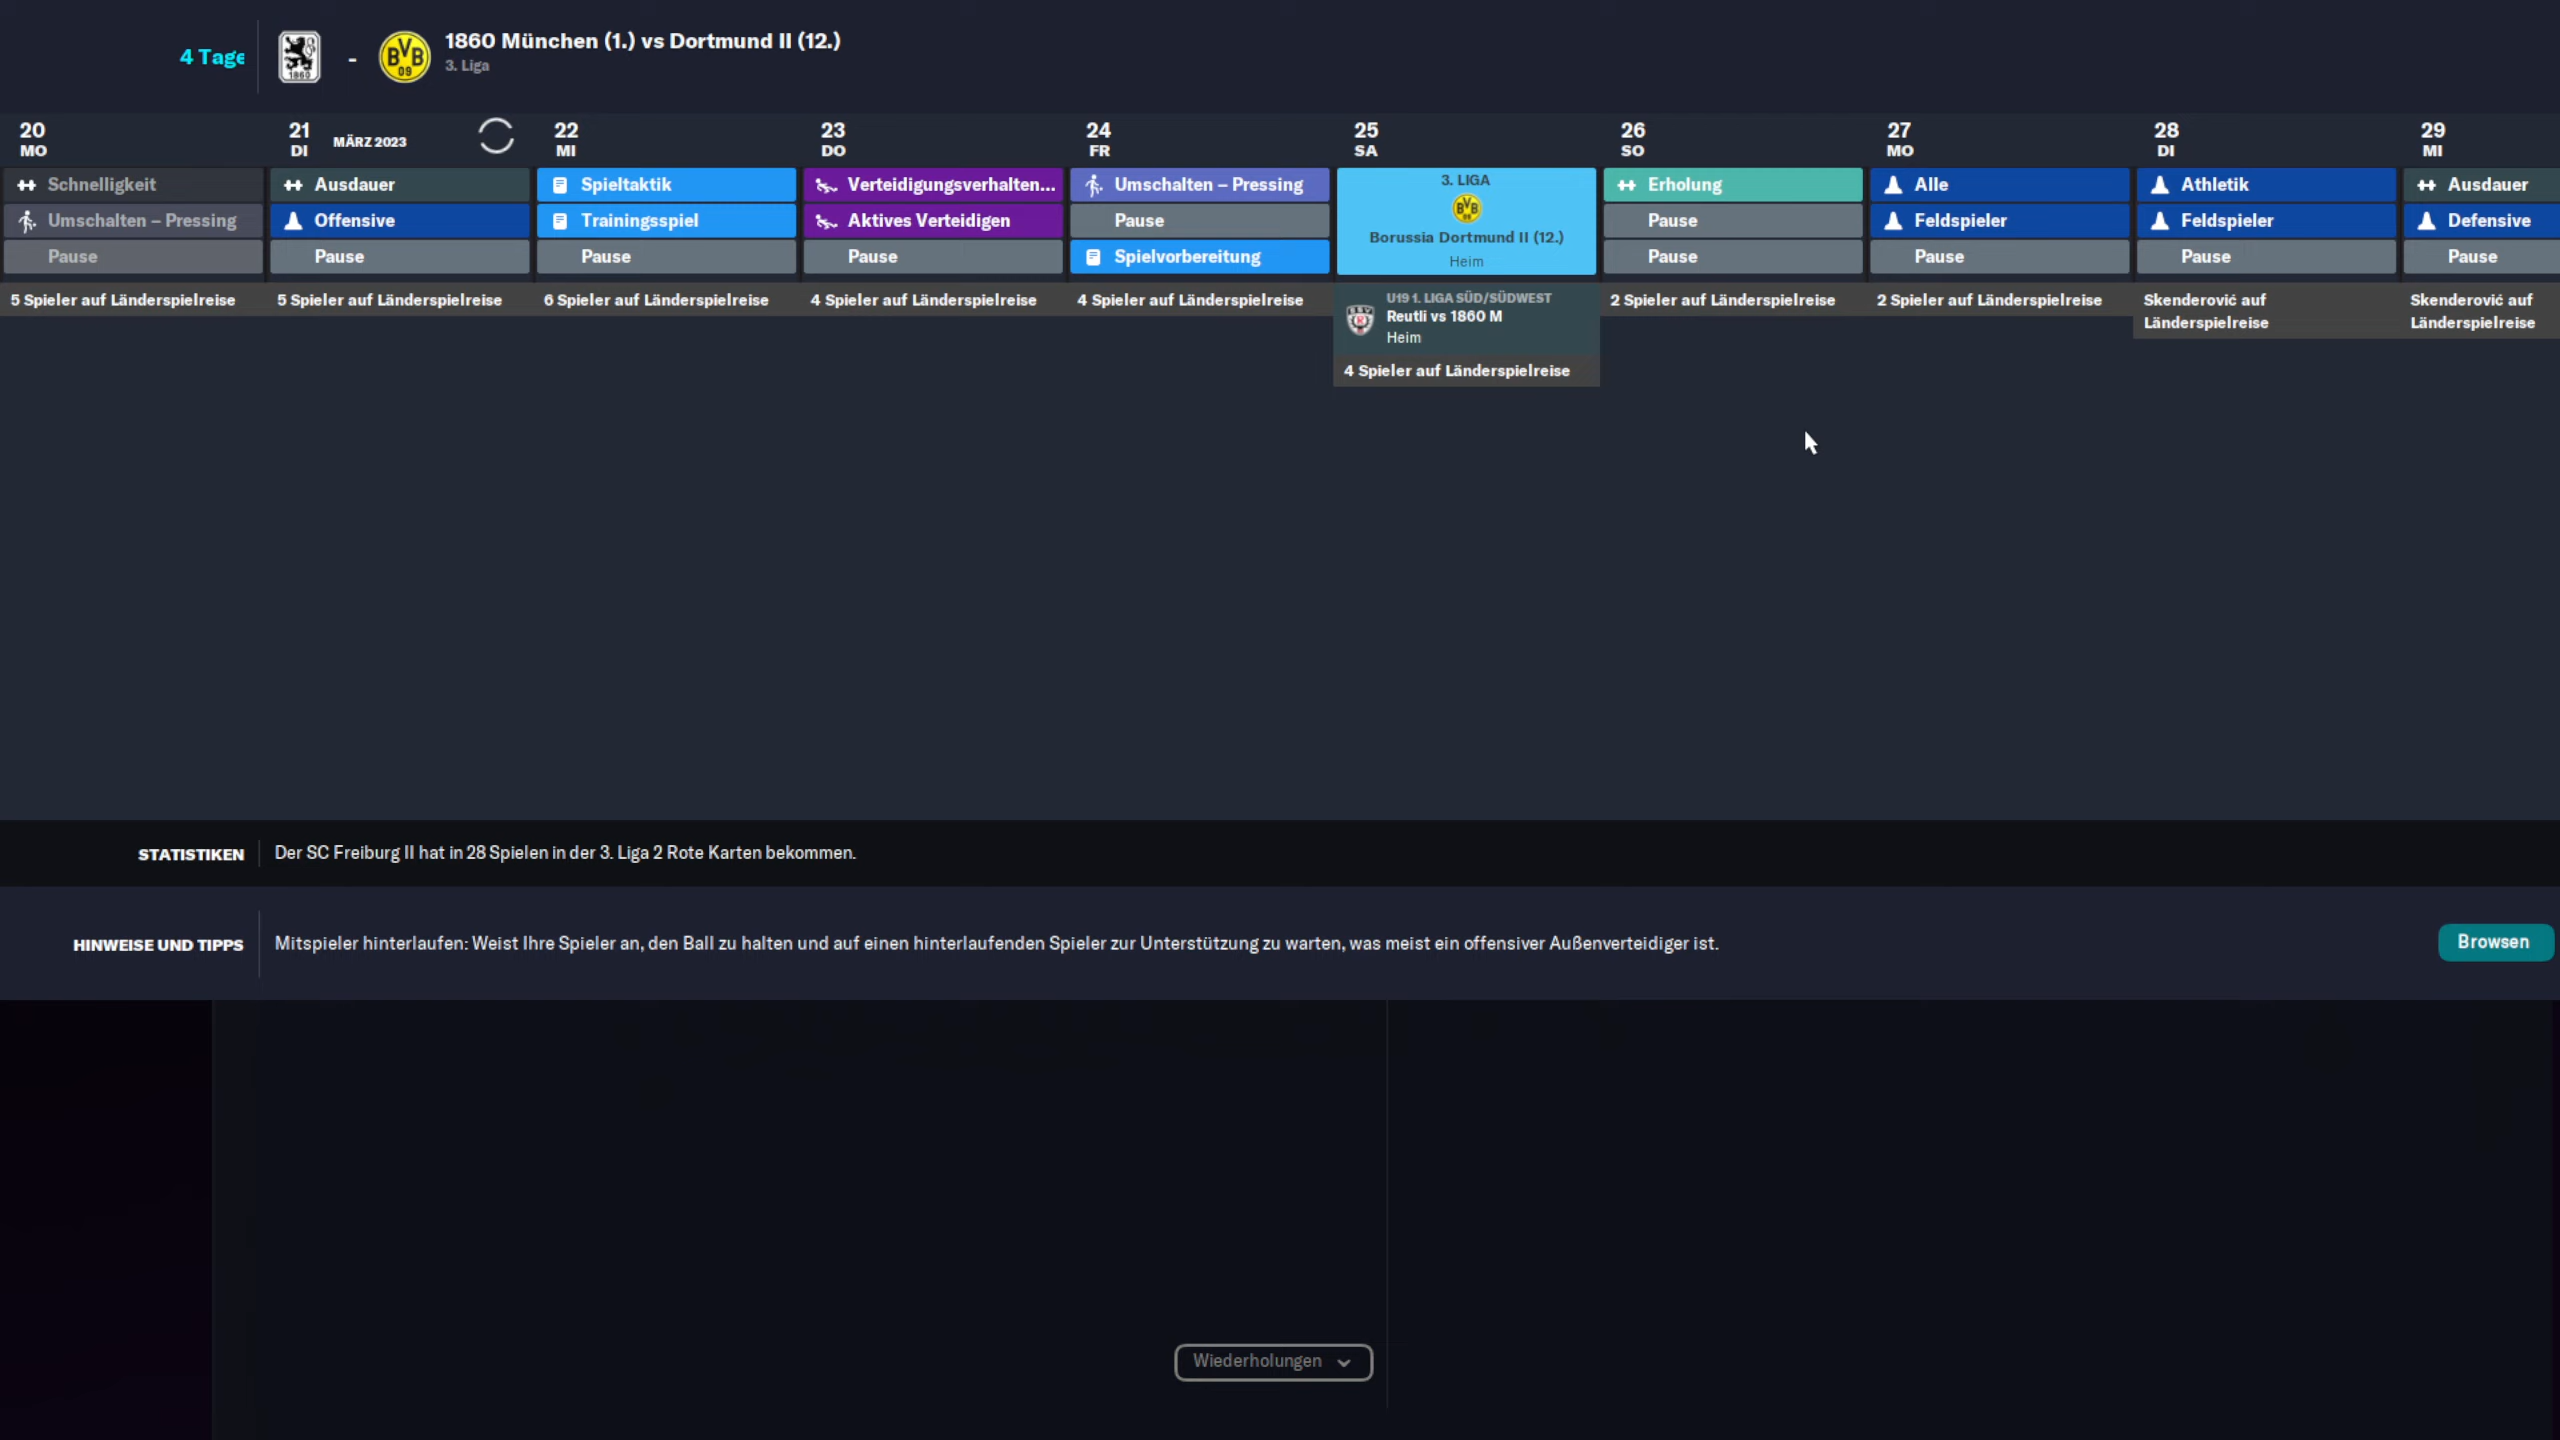 4 Tage
1860
-
BVB
09
1860 München (1.) vs Dortmund II (12.)
3. Liga
20
MO
21
DI
MÄRZ 2023
22
MI
23
DO
24
FR
25
SA
26
SO
27
MO
28
DI
29
MI
Schnelligkeit
Umschalten – Pressing
Pause
5 Spieler auf Länderspielreise
Ausdauer
Offensive
Pause
5 Spieler auf Länderspielreise
Spieltaktik
Trainingsspiel
Pause
6 Spieler auf Länderspielreise
Verteidigungsverhalten...
Aktives Verteidigen
Pause
4 Spieler auf Länderspielreise
Umschalten – Pressing
Pause
Spielvorbereitung
4 Spieler auf Länderspielreise
3. LIGA
BVB
09
Borussia Dortmund II (12.)
Heim
U19 1. LIGA SÜD/SÜDWEST
Reutli vs 1860 M
Heim
4 Spieler auf Länderspielreise
Erholung
Pause
Pause
2 Spieler auf Länderspielreise
Alle
Feldspieler
Pause
2 Spieler auf Länderspielreise
Athletik
Feldspieler
Pause
Skenderović auf
Länderspielreise
Ausdauer
Defensive
Pause
Skenderović auf
Länderspielreise
STATISTIKEN
Der SC Freiburg II hat in 28 Spielen in der 3. Liga 2 Rote Karten bekommen.
HINWEISE UND TIPPS
Mitspieler hinterlaufen: Weist Ihre Spieler an, den Ball zu halten und auf einen hinterlaufenden Spieler zur Unterstützung zu warten, was meist ein offensiver Außenverteidiger ist.
Browsen
Wiederholungen